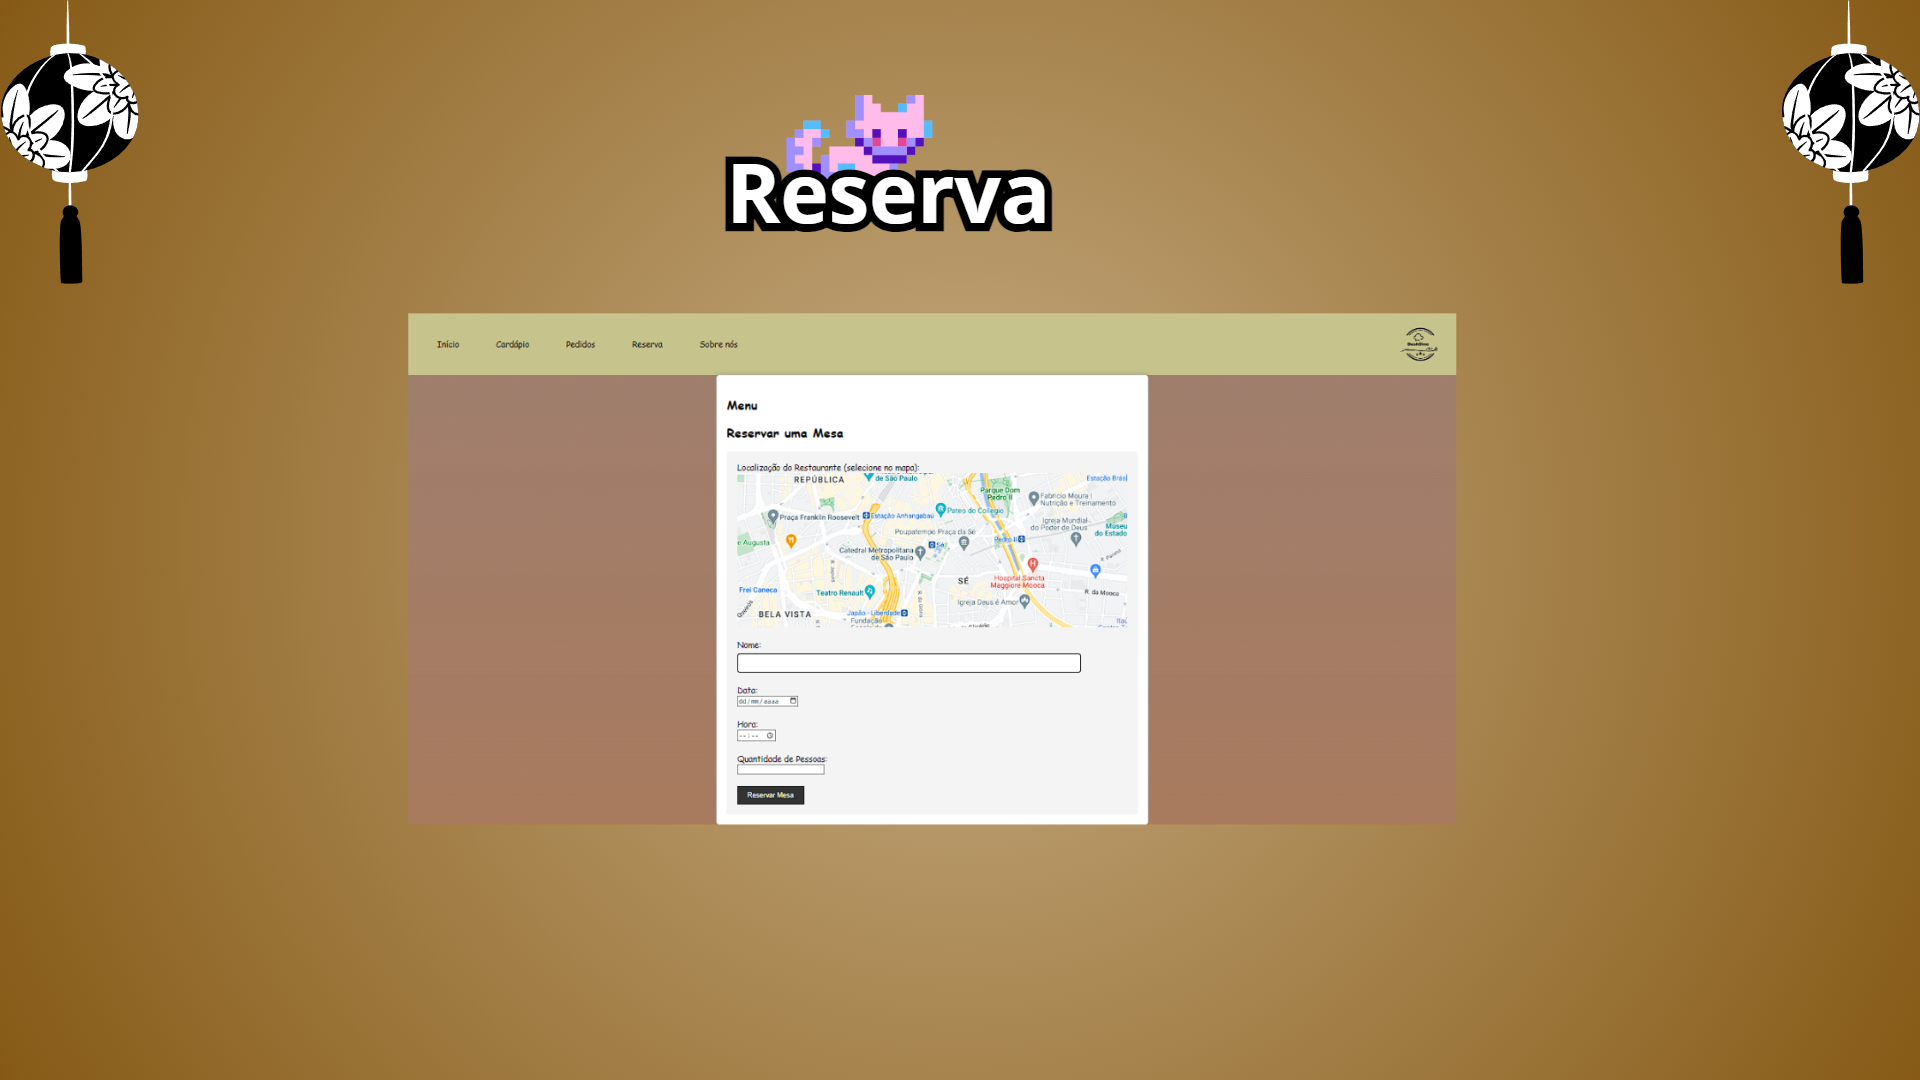 Reserva
Início Cardápio Pedidos Reserva Sobre nós
Menu
Reservar uma Mesa
Localização do Restaurante (selecione no mapa):
REPÚBLICA
de São Paulo
Parque Dom
Pedro II
Estação Brás
Fabricio Moura |
Nutrição e Treinamento
Praça Franklin Roosevelt
Estação Anhangabaú
Pateo do Collegio
Igreja Mundial
do Poder de Deus
Museu
do Estado
Poupatempo Praça da Sé
e Augusta
Catedral Metropolitana
de São Paulo
Sé
Pedro II
SÉ
Hospital Sancta
Maggiore Mooca
Frei Caneca
Teatro Renault
R. da Mooca
Igreja Deus é Amor
BELA VISTA
Japão - Liberdade
Fundação
Nome:
Data:
dd/mm/aaaa
Hora:
--:--
Quantidade de Pessoas:
Reservar Mesa